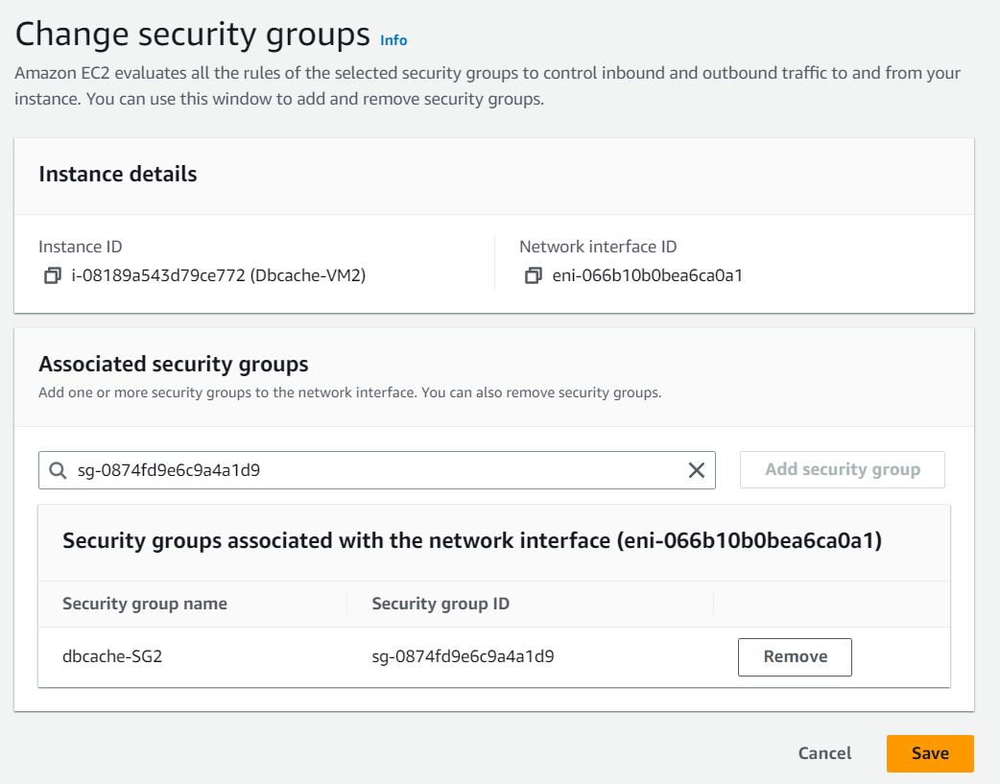 Change security groups Info
Amazon EC2 evaluates all the rules of the selected security groups to control inbound and outbound traffic to and from your
instance. You can use this window to add and remove security groups.
Instance details
Instance ID
i-08189a543d79ce772 (Dbcache-VM2)
Network interface ID
eni-066b10b0bea6ca0a1
Associated security groups
Add one or more security groups to the network interface. You can also remove security groups.
sg-0874fd9e6c9a4a1d9
Add security group
Security groups associated with the network interface (eni-066b10b0bea6ca0a1)
Security group name Security group ID
dbcache-SG2 sg-0874fd9e6c9a4a1d9 Remove
Cancel Save